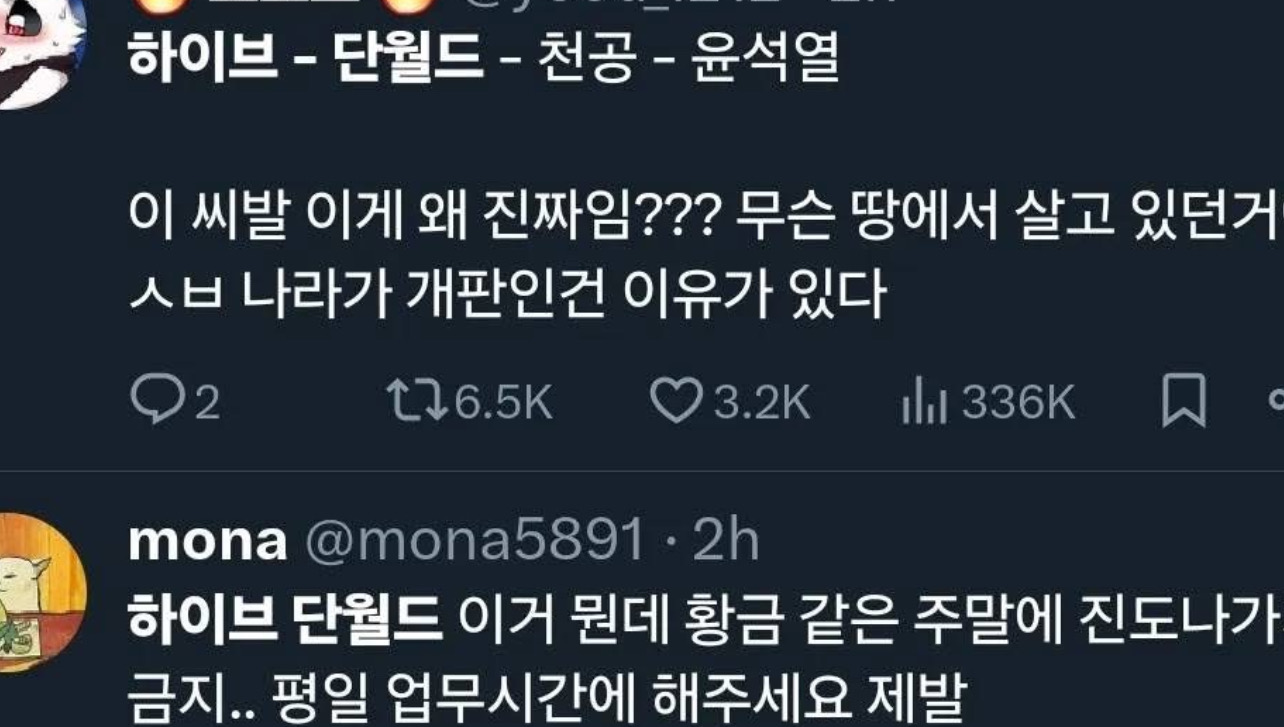 하이브 - 단월드 - 천공 - 윤석열
이 씨발 이게 왜 진짜임??? 무슨 땅에서 살고 있던거
ㅅㅂ 나라가 개판인건 이유가 있다
2 6.5K 3.2K 336K
mona @mona5891 · 2h
하이브 단월드 이거 뭔데 황금 같은 주말에 진도나가
금지.. 평일 업무시간에 해주세요 제발